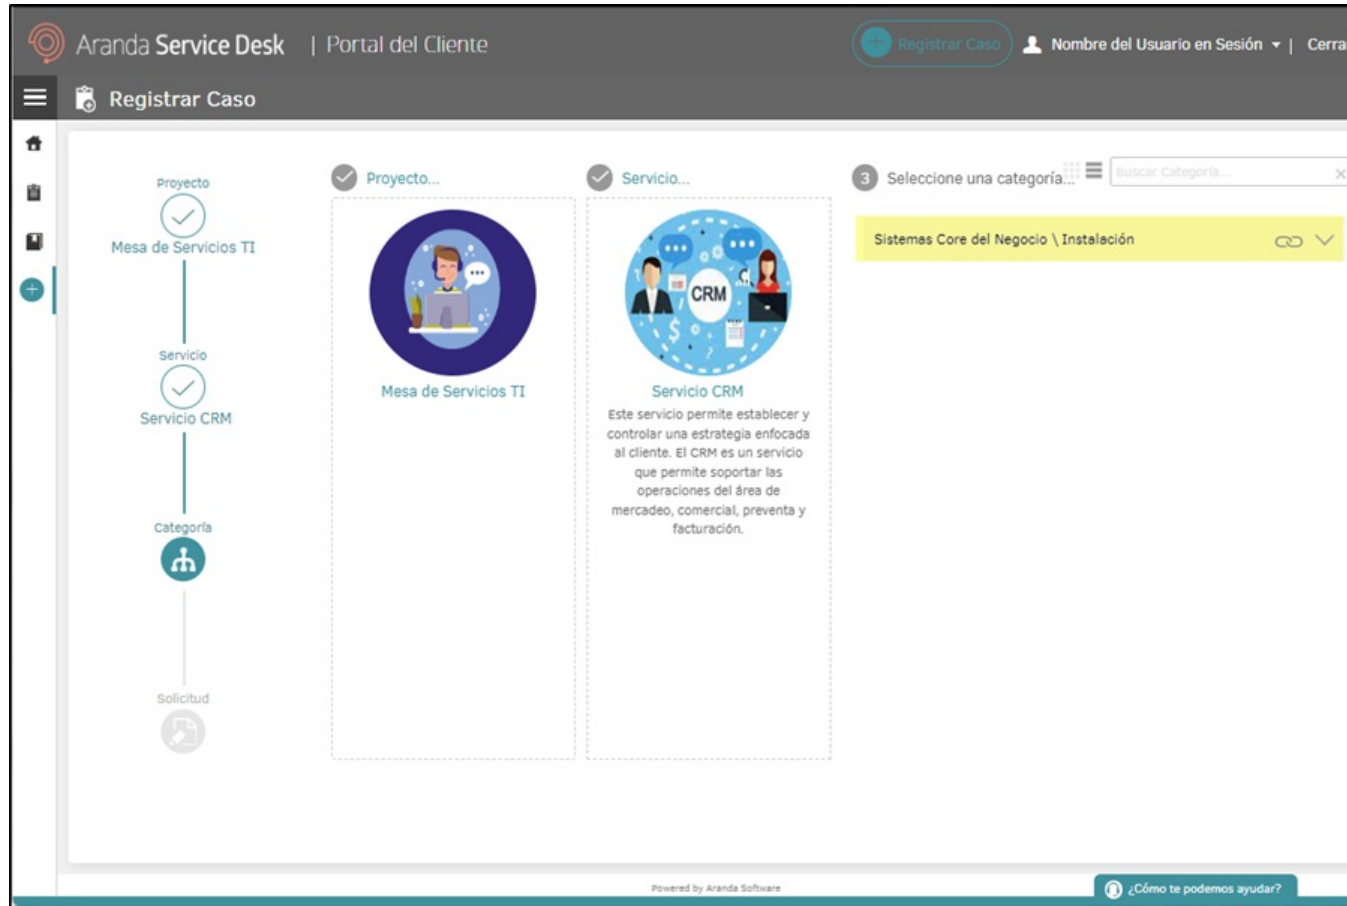 Aranda Service Desk | Portal del Cliente
Registrar Caso
Nombre del Usuario en Sesión
Cerra
Registrar Caso
Proyecto
Mesa de Servicios TI
Servicio
Servicio CRM
Categoría
Solicitud
Proyecto...
Mesa de Servicios TI
Servicio...
CRM
Servicio CRM
Este servicio permite establecer y
controlar una estrategia enfocada
al cliente. El CRM es un servicio
que permite soportar las
operaciones del área de
mercadeo, comercial, preventa y
facturación.
3 Seleccione una categoría...
Buscar Categoría...
Sistemas Core del Negocio \ Instalación
Powered by Aranda Software
¿Cómo te podemos ayudar?